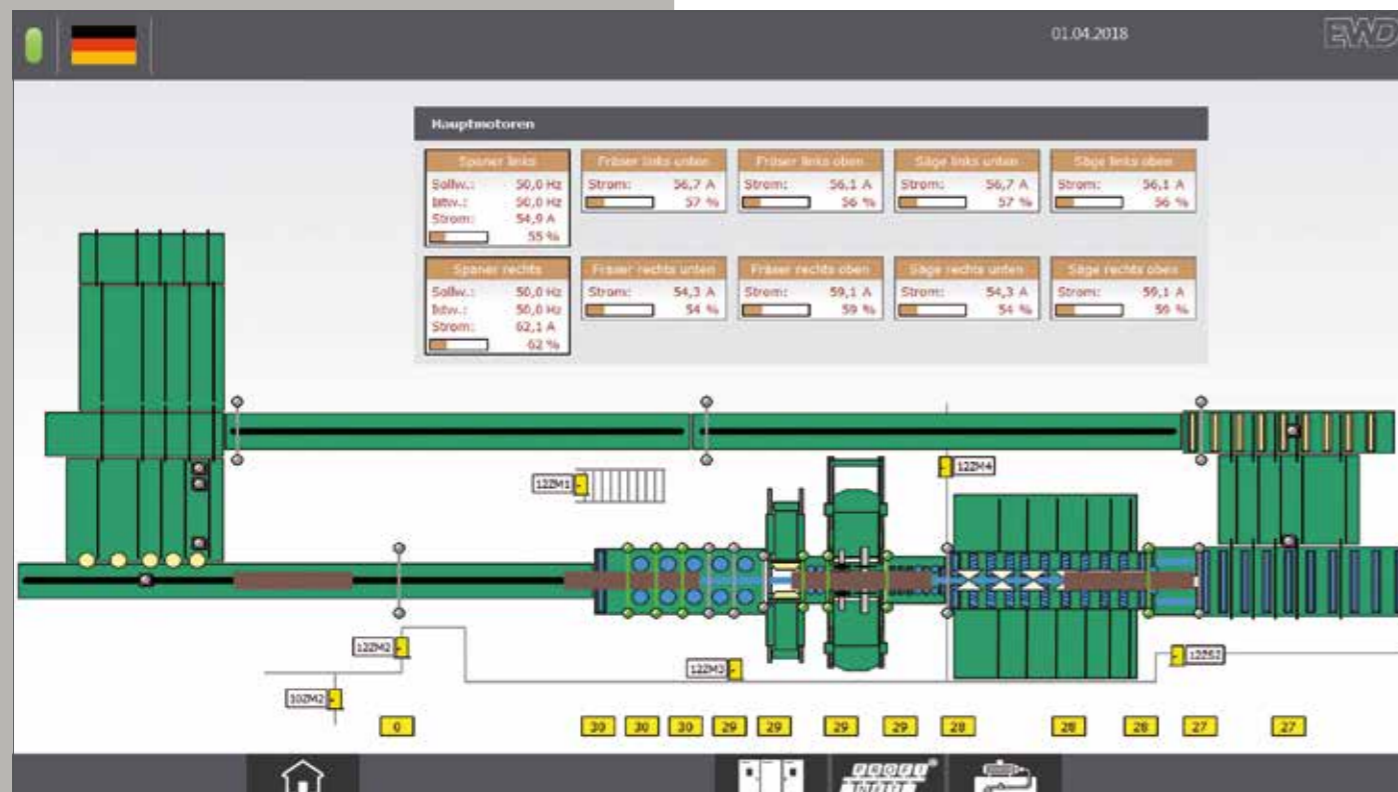 01.04.2018
EWD
Hauptmotoren
Spaner links
Sollw.: 50,0 Hz
Istw.: 50,0 Hz
Strom: 54,9 A
55 %
Fräser links unten
Strom: 56,7 A
57 %
Fräser links oben
Strom: 56,1 A
56 %
Säge links unten
Strom: 56,7 A
57 %
Säge links oben
Strom: 56,1 A
56 %
Spaner rechts
Sollw.: 50,0 Hz
Istw.: 50,0 Hz
Strom: 62,1 A
62 %
Fräser rechts unten
Strom: 54,3 A
54 %
Fräser rechts oben
Strom: 59,1 A
59 %
Säge rechts unten
Strom: 54,3 A
54 %
Säge rechts oben
Strom: 59,1 A
59 %
12ZM1
12ZM4
12ZM2
12ZM3
12ZS2
10ZM2
0
30
30
30
29
29
29
29
28
28
28
27
27
PROFI
NET